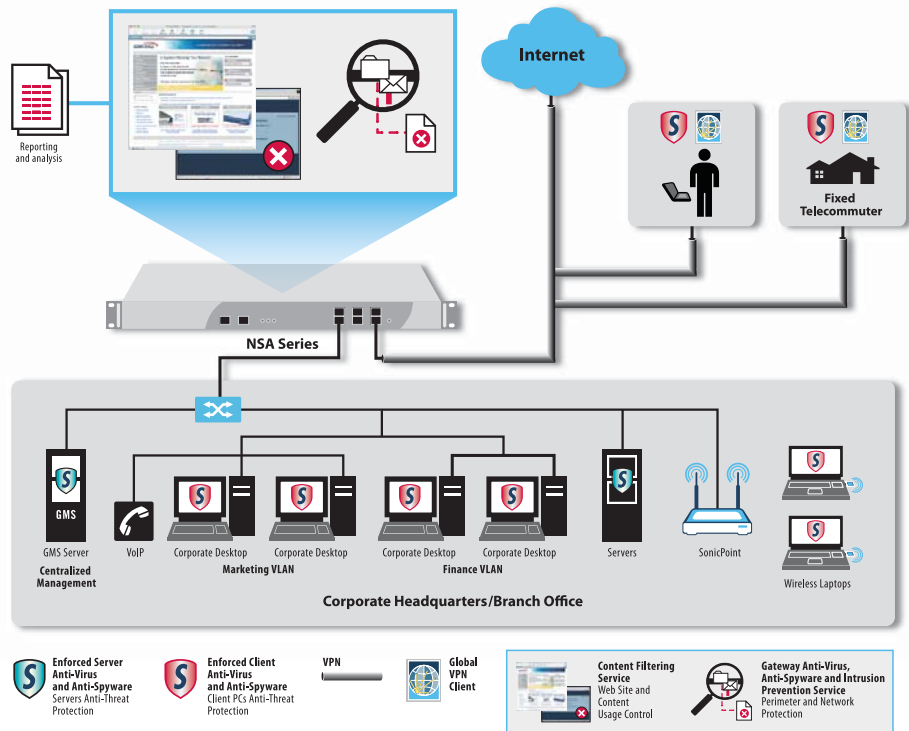 Internet
Reporting
and analysis
S
S
Fixed
Telecommuter
NSA Series
S
GMS
GMS Server
Centralized
Management
VoIP
S
Corporate Desktop
S
Corporate Desktop
Marketing VLAN
S
Corporate Desktop
S
Corporate Desktop
Finance VLAN
S
Servers
SonicPoint
S
S
Wireless Laptops
Corporate Headquarters/Branch Office
S
Enforced Server
Anti-Virus
and Anti-Spyware
Servers Anti-Threat
Protection
S
Enforced Client
Anti-Virus
and Anti-Spyware
Client PCs Anti-Threat
Protection
VPN
Global
VPN
Client
Content Filtering
Service
Web Site and
Content
Usage Control
Gateway Anti-Virus,
Anti-Spyware and Intrusion
Prevention Service
Perimeter and Network
Protection